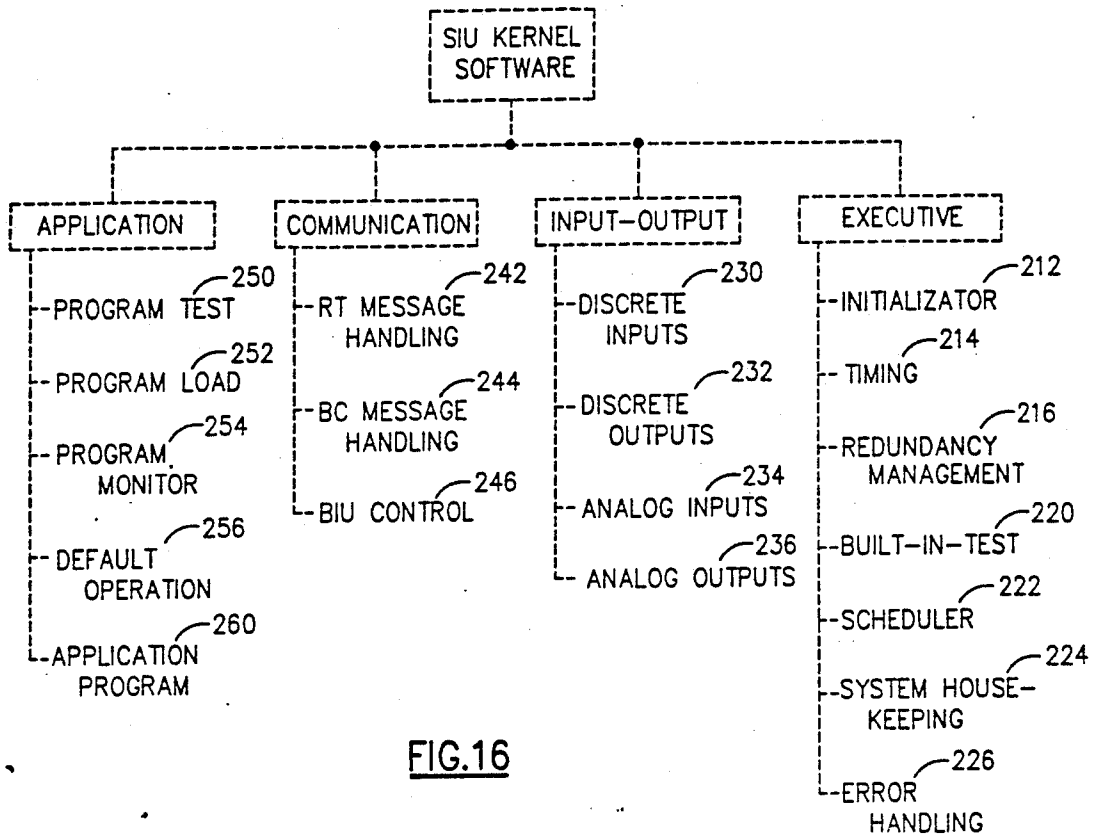 SIU KERNEL
SOFTWARE
APPLICATION
250
PROGRAM TEST
252
PROGRAM LOAD
254
PROGRAM
MONITOR
256
DEFAULT
OPERATION
260
APPLICATION
PROGRAM
COMMUNICATION
242
RT MESSAGE
HANDLING
244
BC MESSAGE
HANDLING
246
BIU CONTROL
INPUT-OUTPUT
230
DISCRETE
INPUTS
232
DISCRETE
OUTPUTS
234
ANALOG INPUTS
236
ANALOG OUTPUTS
EXECUTIVE
212
INITIALIZATOR
214
TIMING
216
REDUNDANCY
MANAGEMENT
220
BUILT-IN-TEST
222
SCHEDULER
224
SYSTEM HOUSE-
KEEPING
226
ERROR
HANDLING
FIG.16